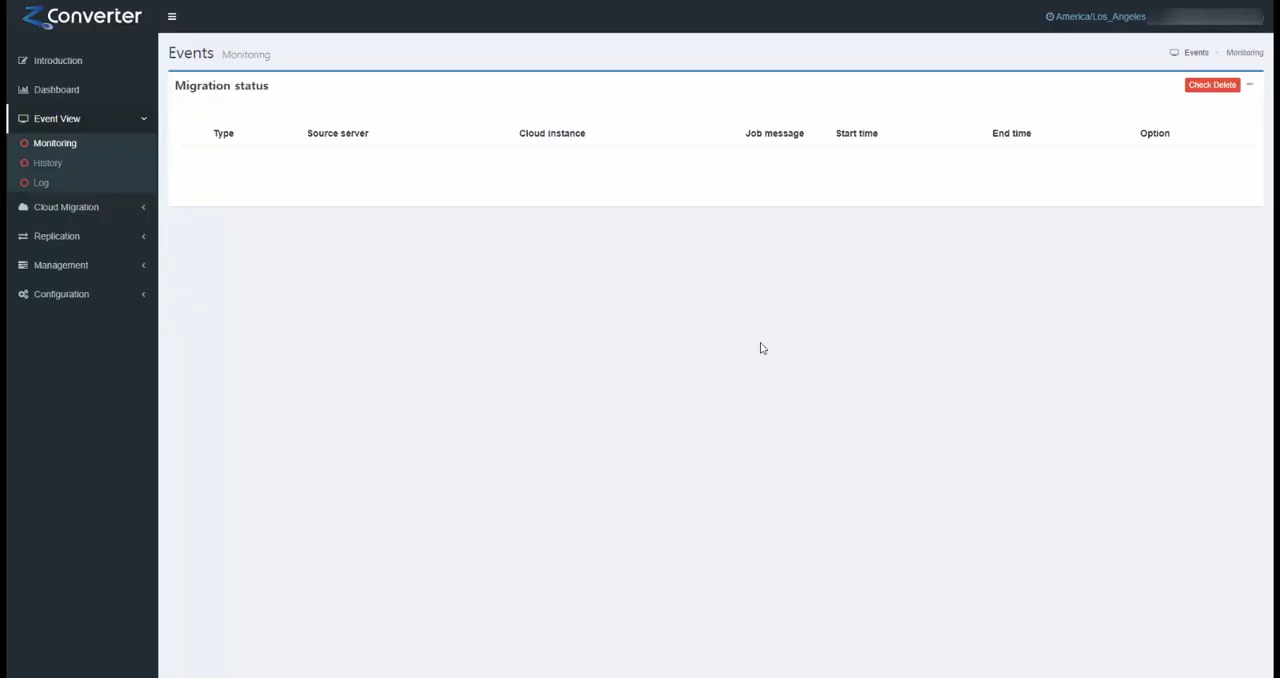 ZConverter
America/Los_Angeles
Introduction
Dashboard
Event View
Monitoring
History
Log
Cloud Migration
Replication
Management
Configuration
Events Monitoring
Events Monitoring
Migration status
Check Delete
Type Source server Cloud instance Job message Start time End time Option